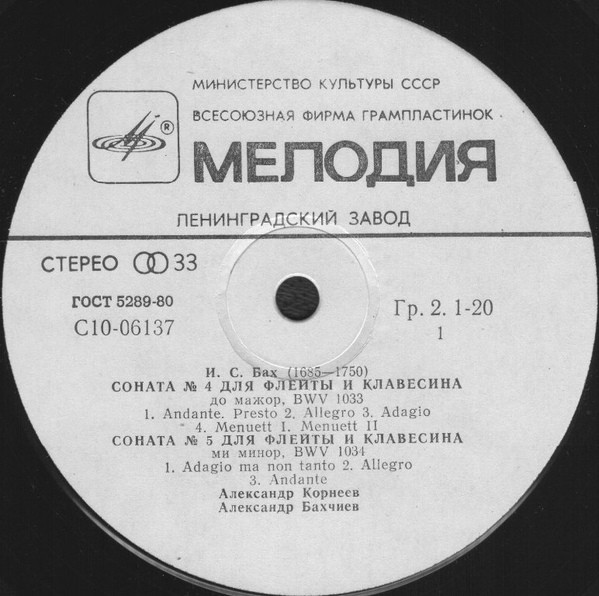 МИНИСТЕРСТВО КУЛЬТУРЫ СССР
ВСЕСОЮЗНАЯ ФИРМА ГРАМПЛАСТИНОК
®
МЕЛОДИЯ
ЛЕНИНГРАДСКИЙ ЗАВОД
СТЕРЕО 33
ГОСТ 5289-80
С10-06137
Гр. 2. 1-20
1
И. С. Бах (1685—1750)
СОНАТА № 4 ДЛЯ ФЛЕЙТЫ И КЛАВЕСИНА
до мажор, BWV 1033
1. Andante. Presto 2. Allegro 3. Adagio
4. Menuett I. Menuett II
СОНАТА № 5 ДЛЯ ФЛЕЙТЫ И КЛАВЕСИНА
ми минор, BWV 1034
1. Adagio ma non tanto 2. Allegro
3. Andante
Александр Корнеев
Александр Бахчиев